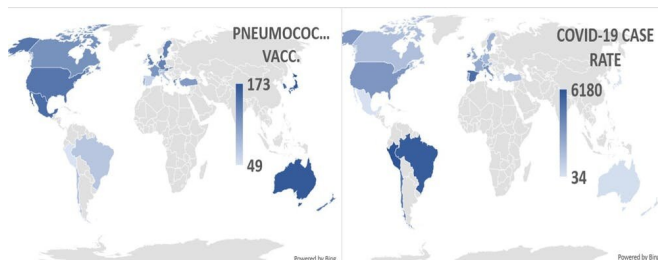 PNEUMOCOC...
VACC.
173
49
Powered by Bing
COVID-19 CASE
RATE
6180
34
Powered by Bing